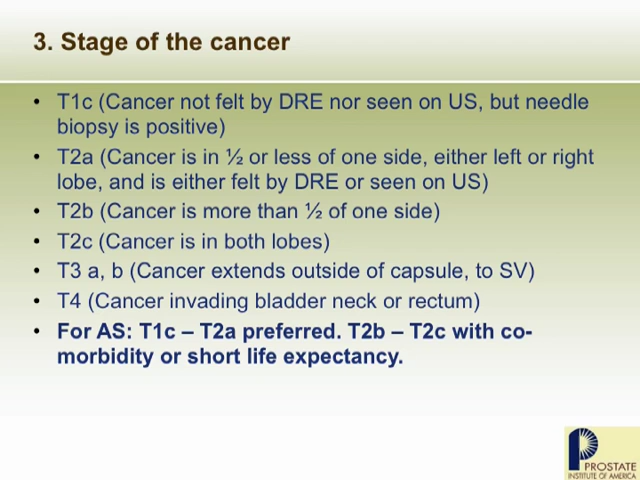 3. Stage of the cancer
• T1c (Cancer not felt by DRE nor seen on US, but needle
biopsy is positive)
• T2a (Cancer is in ½ or less of one side, either left or right
lobe, and is either felt by DRE or seen on US)
• T2b (Cancer is more than ½ of one side)
• T2c (Cancer is in both lobes)
• T3 a, b (Cancer extends outside of capsule, to SV)
• T4 (Cancer invading bladder neck or rectum)
• For AS: T1c – T2a preferred. T2b – T2c with co-
morbidity or short life expectancy.
PROSTATE
INSTITUTE OF AMERICA